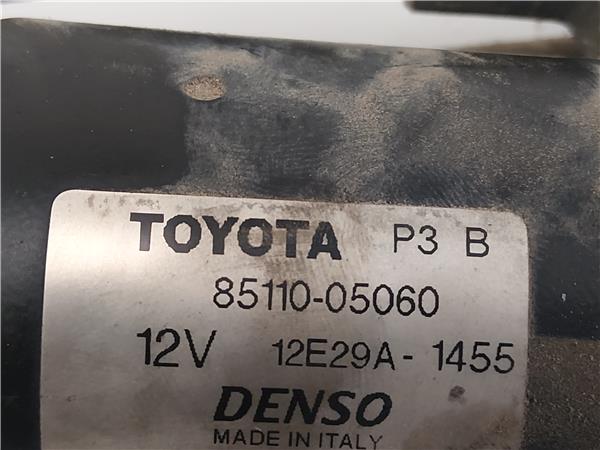 TOYOTA P3 B
85110-05060
12V 12E29A-1455
DENSO
MADE IN ITALY